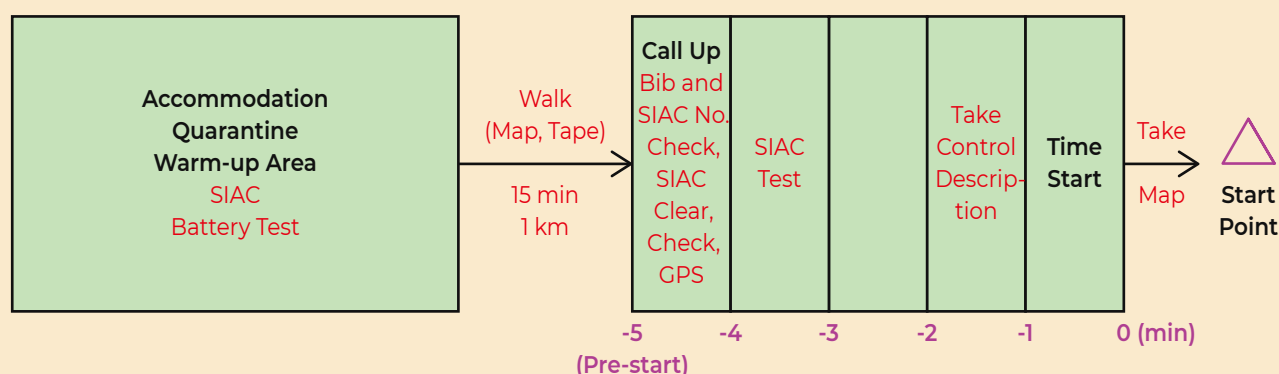 Accommodation
Quarantine
Warm-up Area
SIAC
Battery Test
Walk
(Map, Tape)
15 min
1 km
Call Up
Bib and
SIAC No.
Check,
SIAC
Clear,
Check,
GPS
SIAC
Test
Take
Control
Descrip-
tion
Time
Start
Take
Map
Start
Point
-5 -4 -3 -2 -1 0 (min)
(Pre-start)